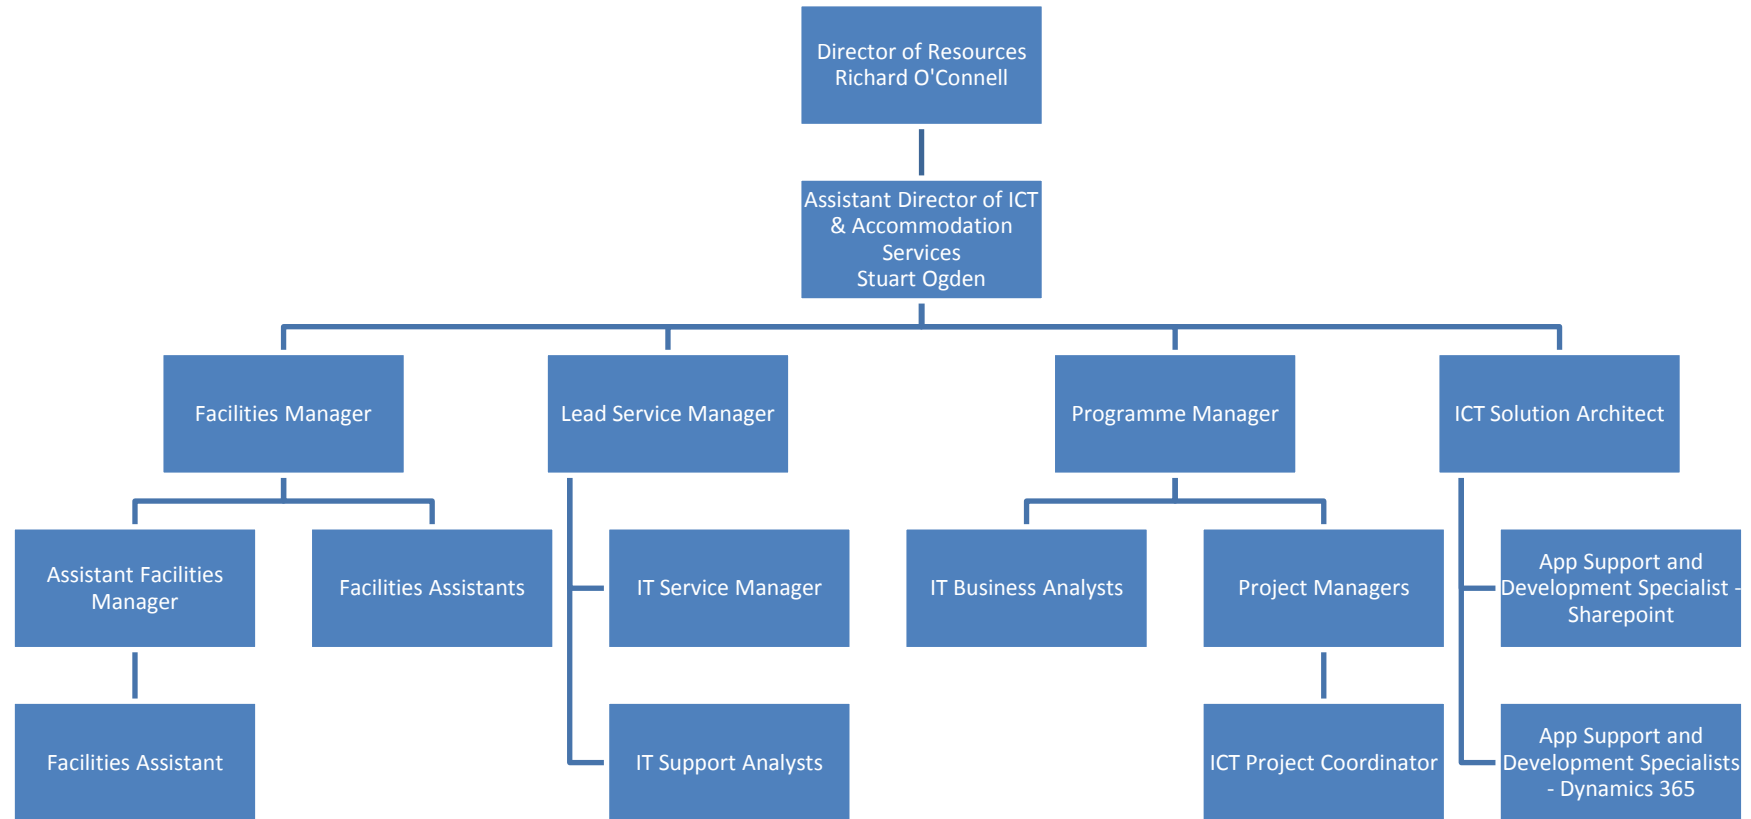 Director of Resources
Richard O'Connell
Assistant Director of ICT
& Accommodation
Services
Stuart Ogden
Facilities Manager
Lead Service Manager
Programme Manager
ICT Solution Architect
Assistant Facilities
Manager
Facilities Assistants
IT Service Manager
IT Business Analysts
Project Managers
App Support and
Development Specialist -
Sharepoint
Facilities Assistant
IT Support Analysts
ICT Project Coordinator
App Support and
Development Specialists
- Dynamics 365